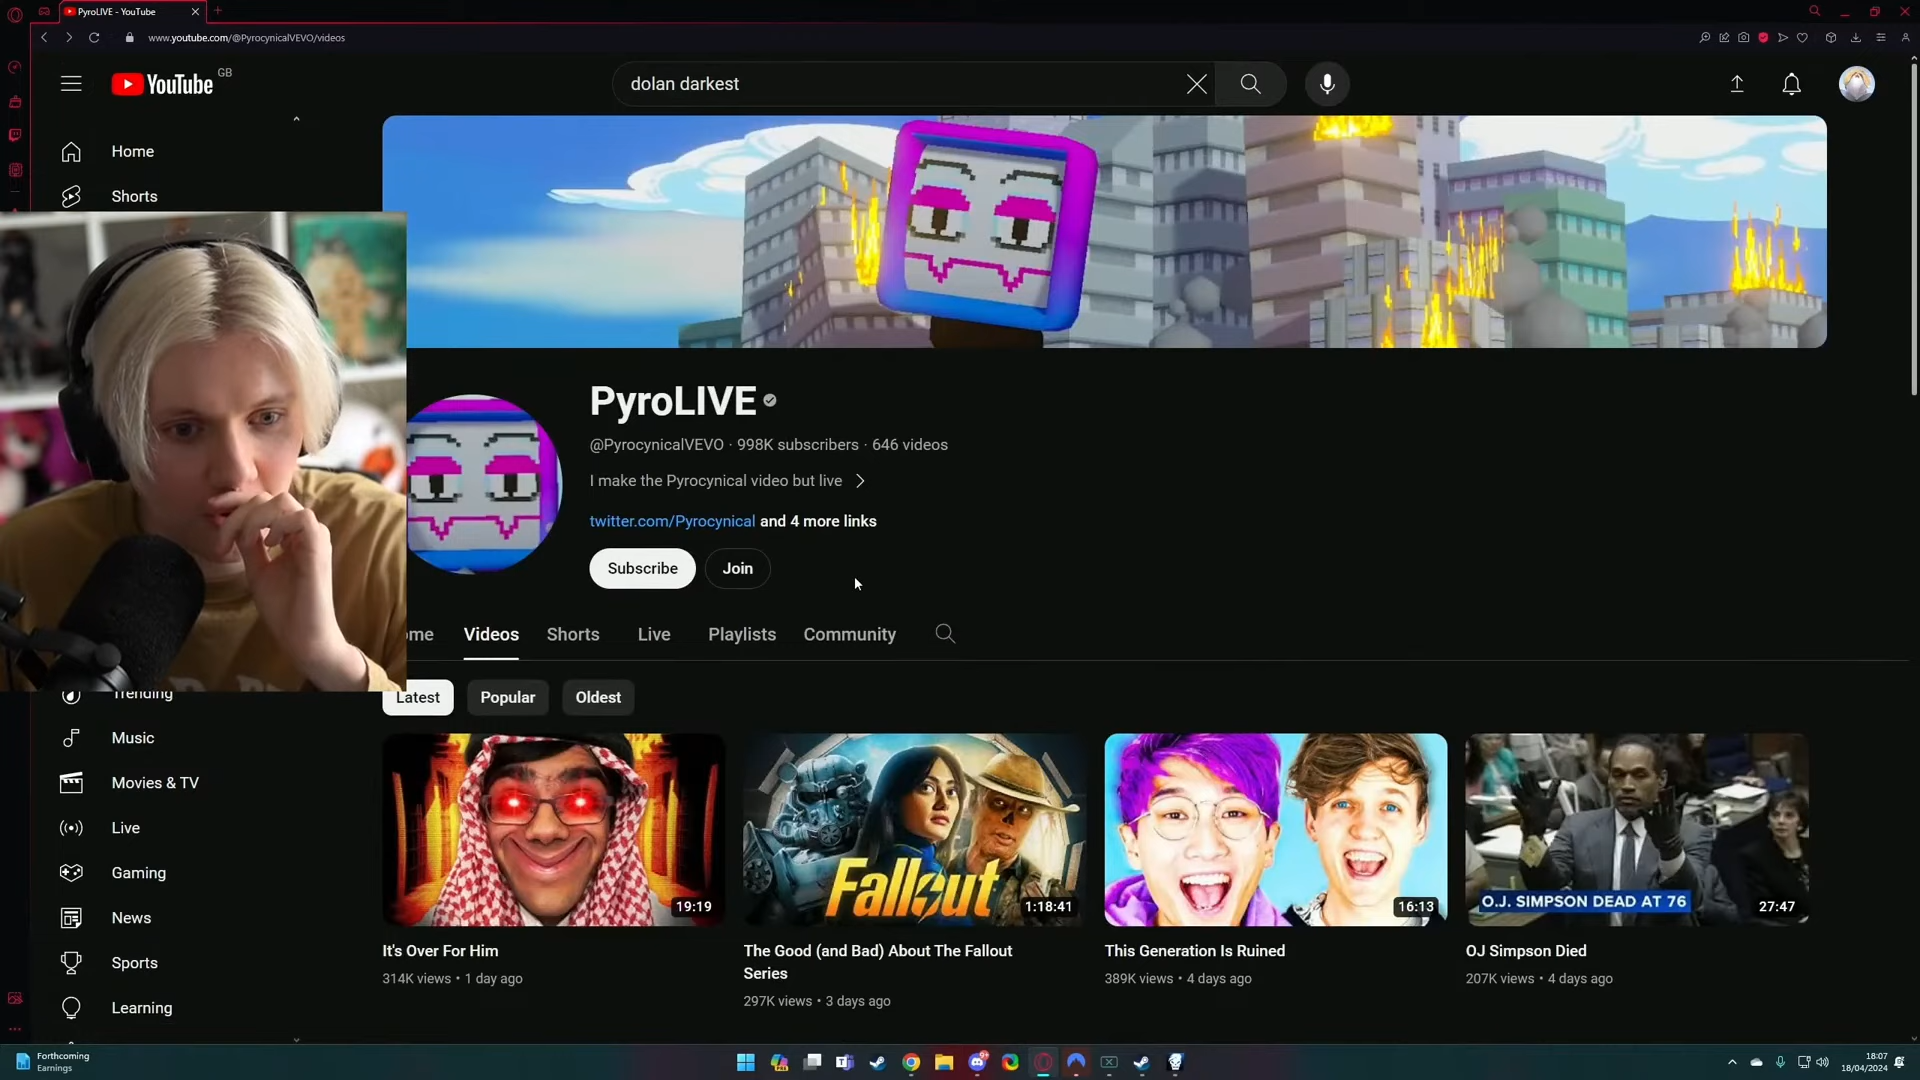 PyroLIVE - YouTube
www.youtube.com/@PyrocynicalVEVO/videos
YouTube GB
dolan darkest
Home
Shorts
PyroLIVE
@PyrocynicalVEVO · 998K subscribers · 646 videos
I make the Pyrocynical video but live
twitter.com/Pyrocynical and 4 more links
Subscribe
Join
ome
Videos
Shorts
Live
Playlists
Community
Latest
Popular
Oldest
Trending
Music
Movies & TV
Live
Gaming
News
Sports
Learning
19:19
Fallout
1:18:41
16:13
O.J. SIMPSON DEAD AT 76
27:47
It's Over For Him
314K views • 1 day ago
The Good (and Bad) About The Fallout
Series
297K views • 3 days ago
This Generation Is Ruined
389K views • 4 days ago
OJ Simpson Died
207K views • 4 days ago
Forthcoming
Earnings
18:07
18/04/2024